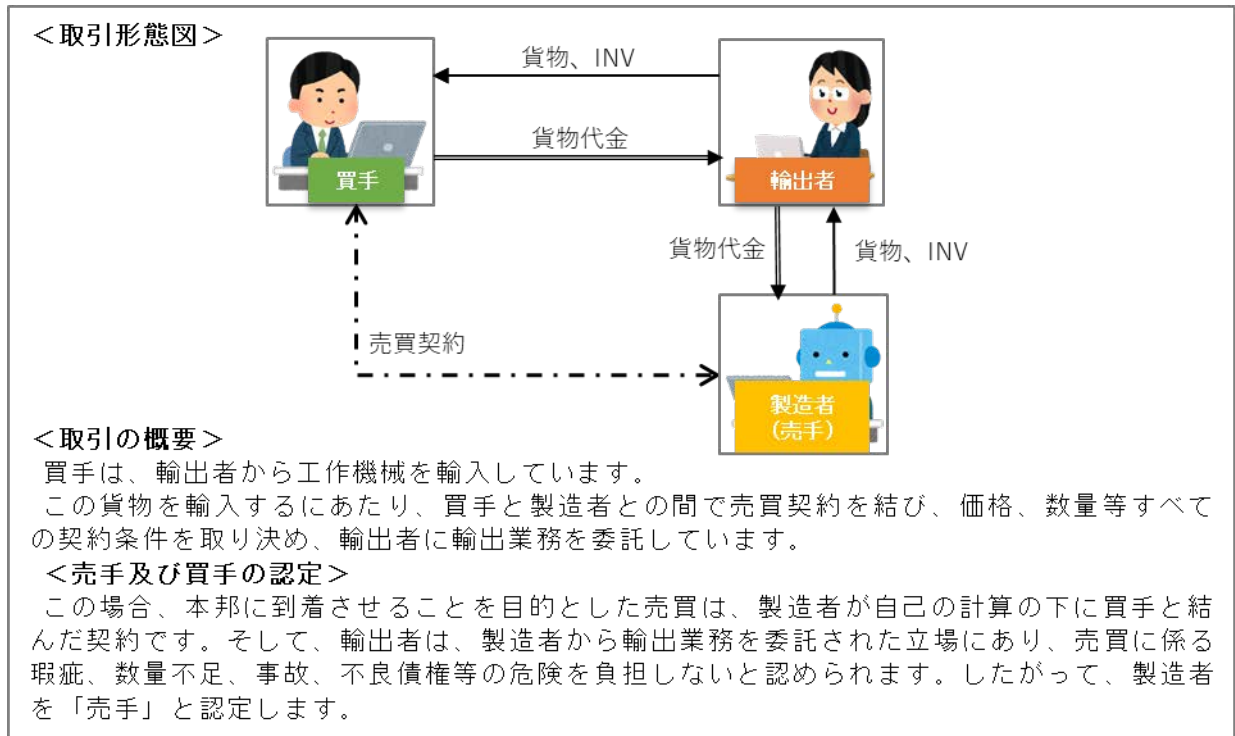 ＜取引形態図＞
貨物、INV
貨物代金
買手
輸出者
貨物代金
貨物、INV
売買契約
製造者
(売手)
＜取引の概要＞
買手は、輸出者から工作機械を輸入しています。
この貨物を輸入するにあたり、買手と製造者との間で売買契約を結び、価格、数量等すべて
の契約条件を取り決め、輸出者に輸出業務を委託しています。
＜売手及び買手の認定＞
この場合、本邦に到着させることを目的とした売買は、製造者が自己の計算の下に買手と結
んだ契約です。そして、輸出者は、製造者から輸出業務を委託された立場にあり、売買に係る
瑕疵、数量不足、事故、不良債権等の危険を負担しないと認められます。したがって、製造者
を「売手」と認定します。